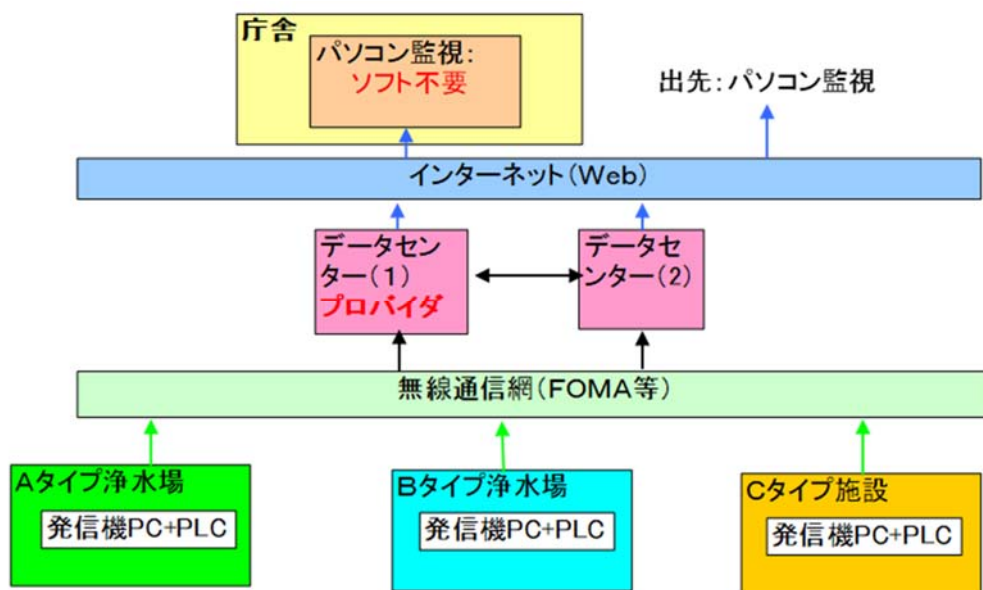 庁舎
パソコン監視：
ソフト不要
出先：パソコン監視
インターネット（Web）
データセン
ター（１）
プロバイダ
データセ
ンター（２）
無線通信網（FOMA等）
Aタイプ浄水場
発信機PC+PLC
Bタイプ浄水場
発信機PC+PLC
Cタイプ施設
発信機PC+PLC